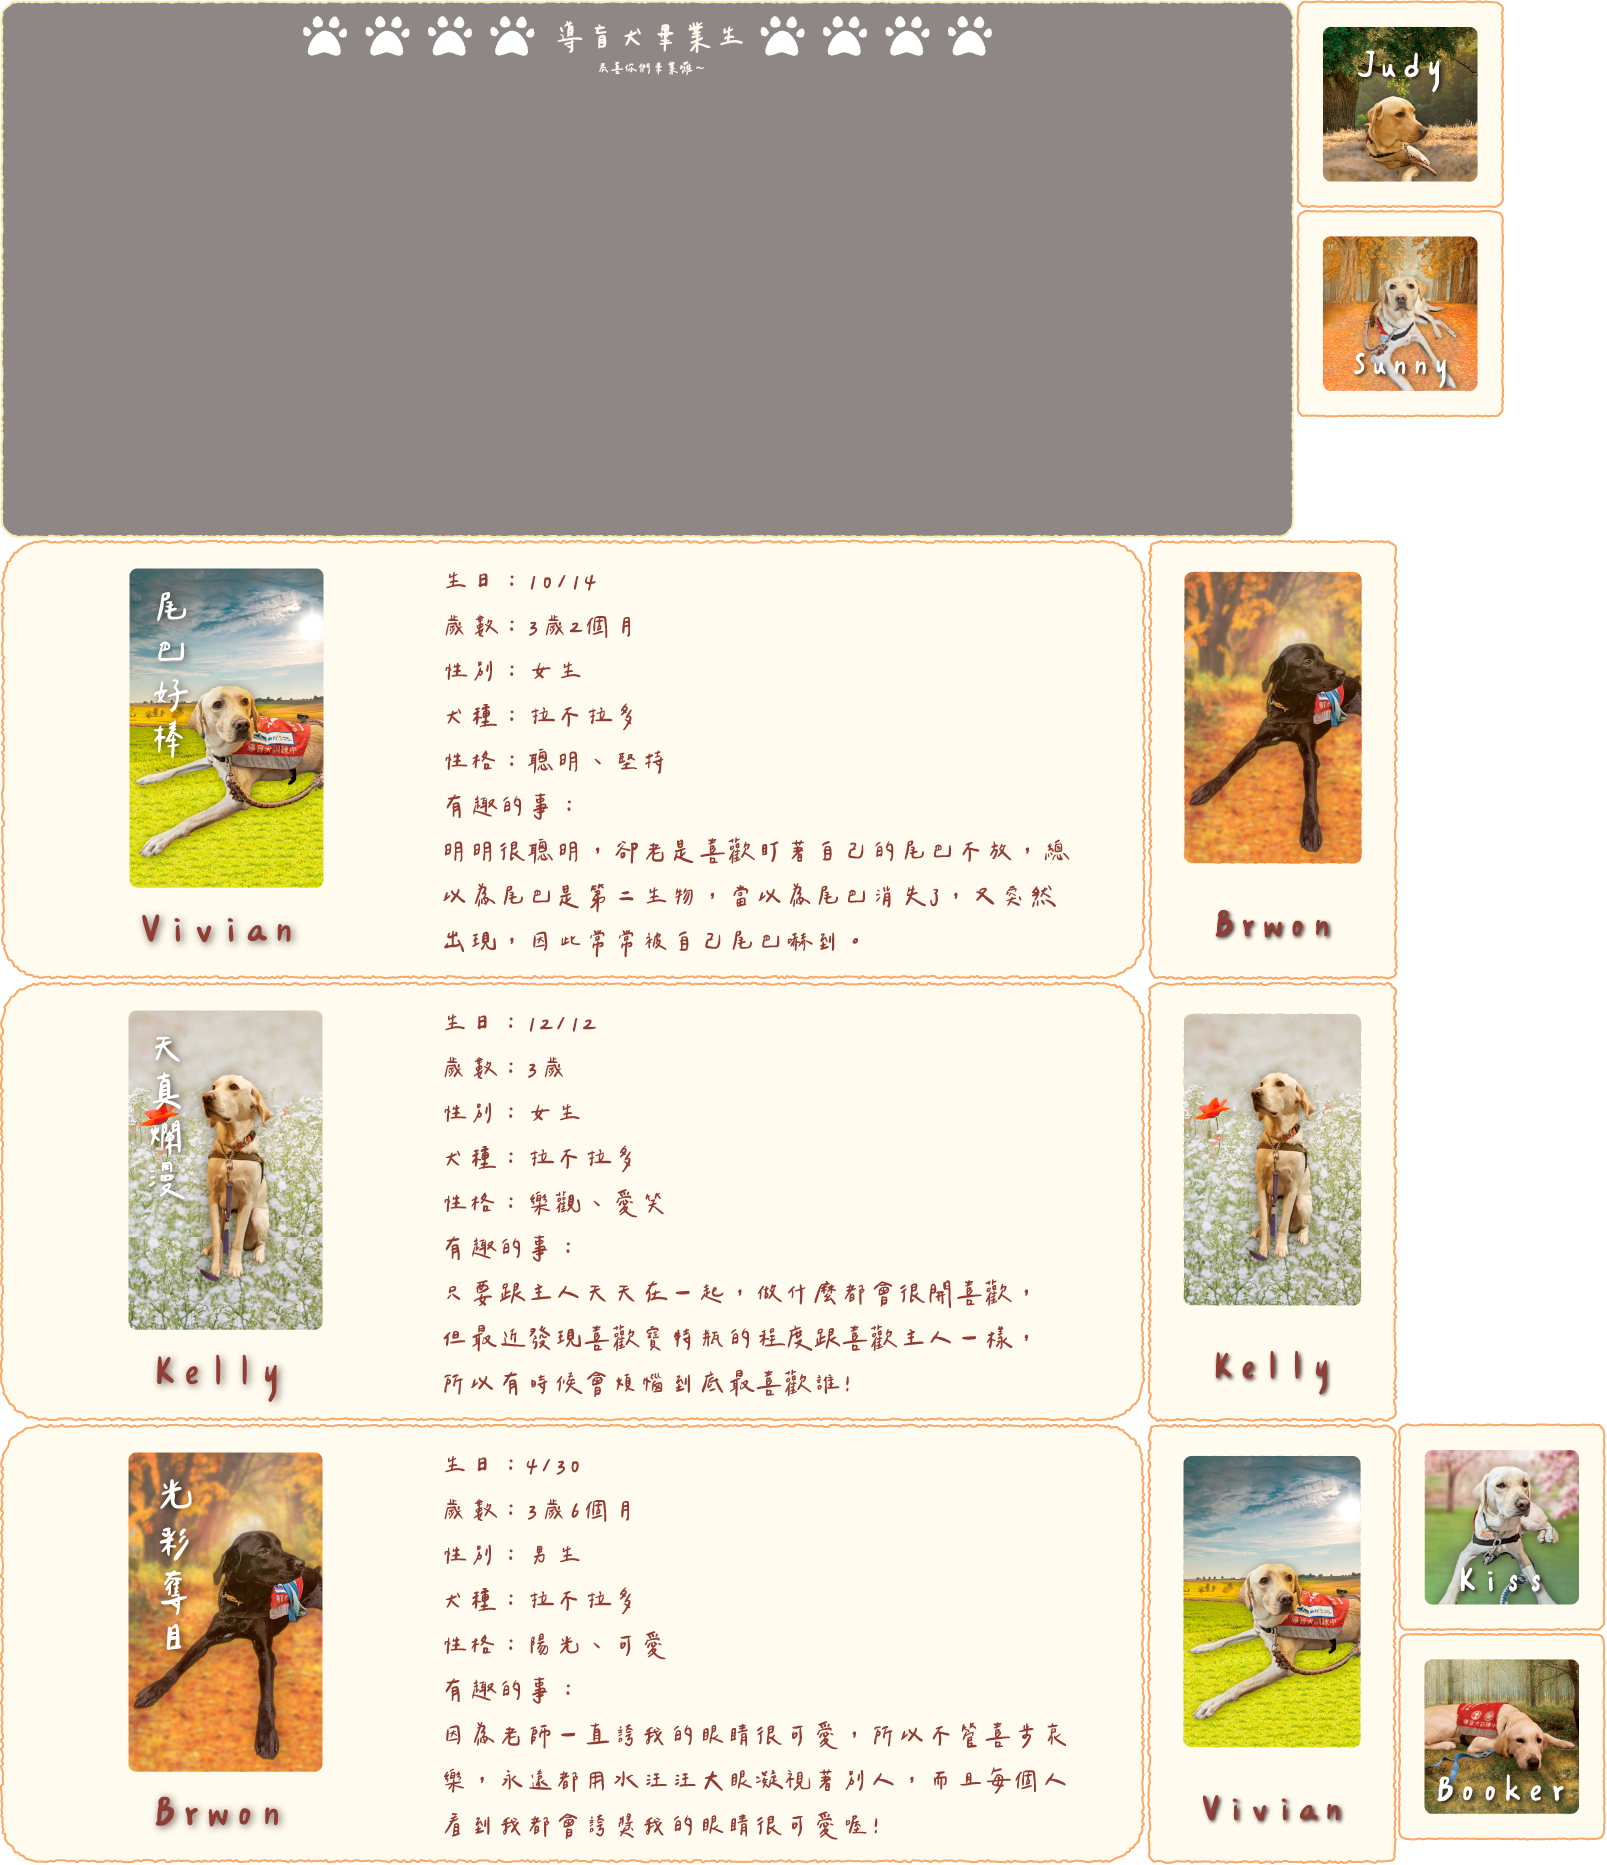 導盲犬畢業生
恭喜你們畢業囉~
Judy
Sunny
尾巴好棒
導盲犬訓練中
Vivian
生日：10/14
歲數：3歲2個月
性別：女生
犬種：拉不拉多
性格：聰明、堅持
有趣的事：
明明很聰明，卻老是喜歡盯著自己的尾巴不放，總
以為尾巴是第二生物，當以為尾巴消失了，又突然
出現，因此常常被自己尾巴嚇到。
Brwon
天真爛漫
Kelly
生日：12/12
歲數：3歲
性別：女生
犬種：拉不拉多
性格：樂觀、愛笑
有趣的事：
只要跟主人天天在一起，做什麼都會很開喜歡，
但最近發現喜歡寶特瓶的程度跟喜歡主人一樣，
所以有時候會煩惱到底最喜歡誰!
Kelly
光彩奪目
Brwon
生日：4/30
歲數：3歲6個月
性別：男生
犬種：拉不拉多
性格：陽光、可愛
有趣的事：
因為老師一直誇我的眼睛很可愛，所以不管喜步哀
樂，永遠都用水汪汪大眼凝視著別人，而且每個人
看到我都會誇獎我的眼睛很可愛喔!
導盲犬訓練中
Vivian
Kiss
Booker